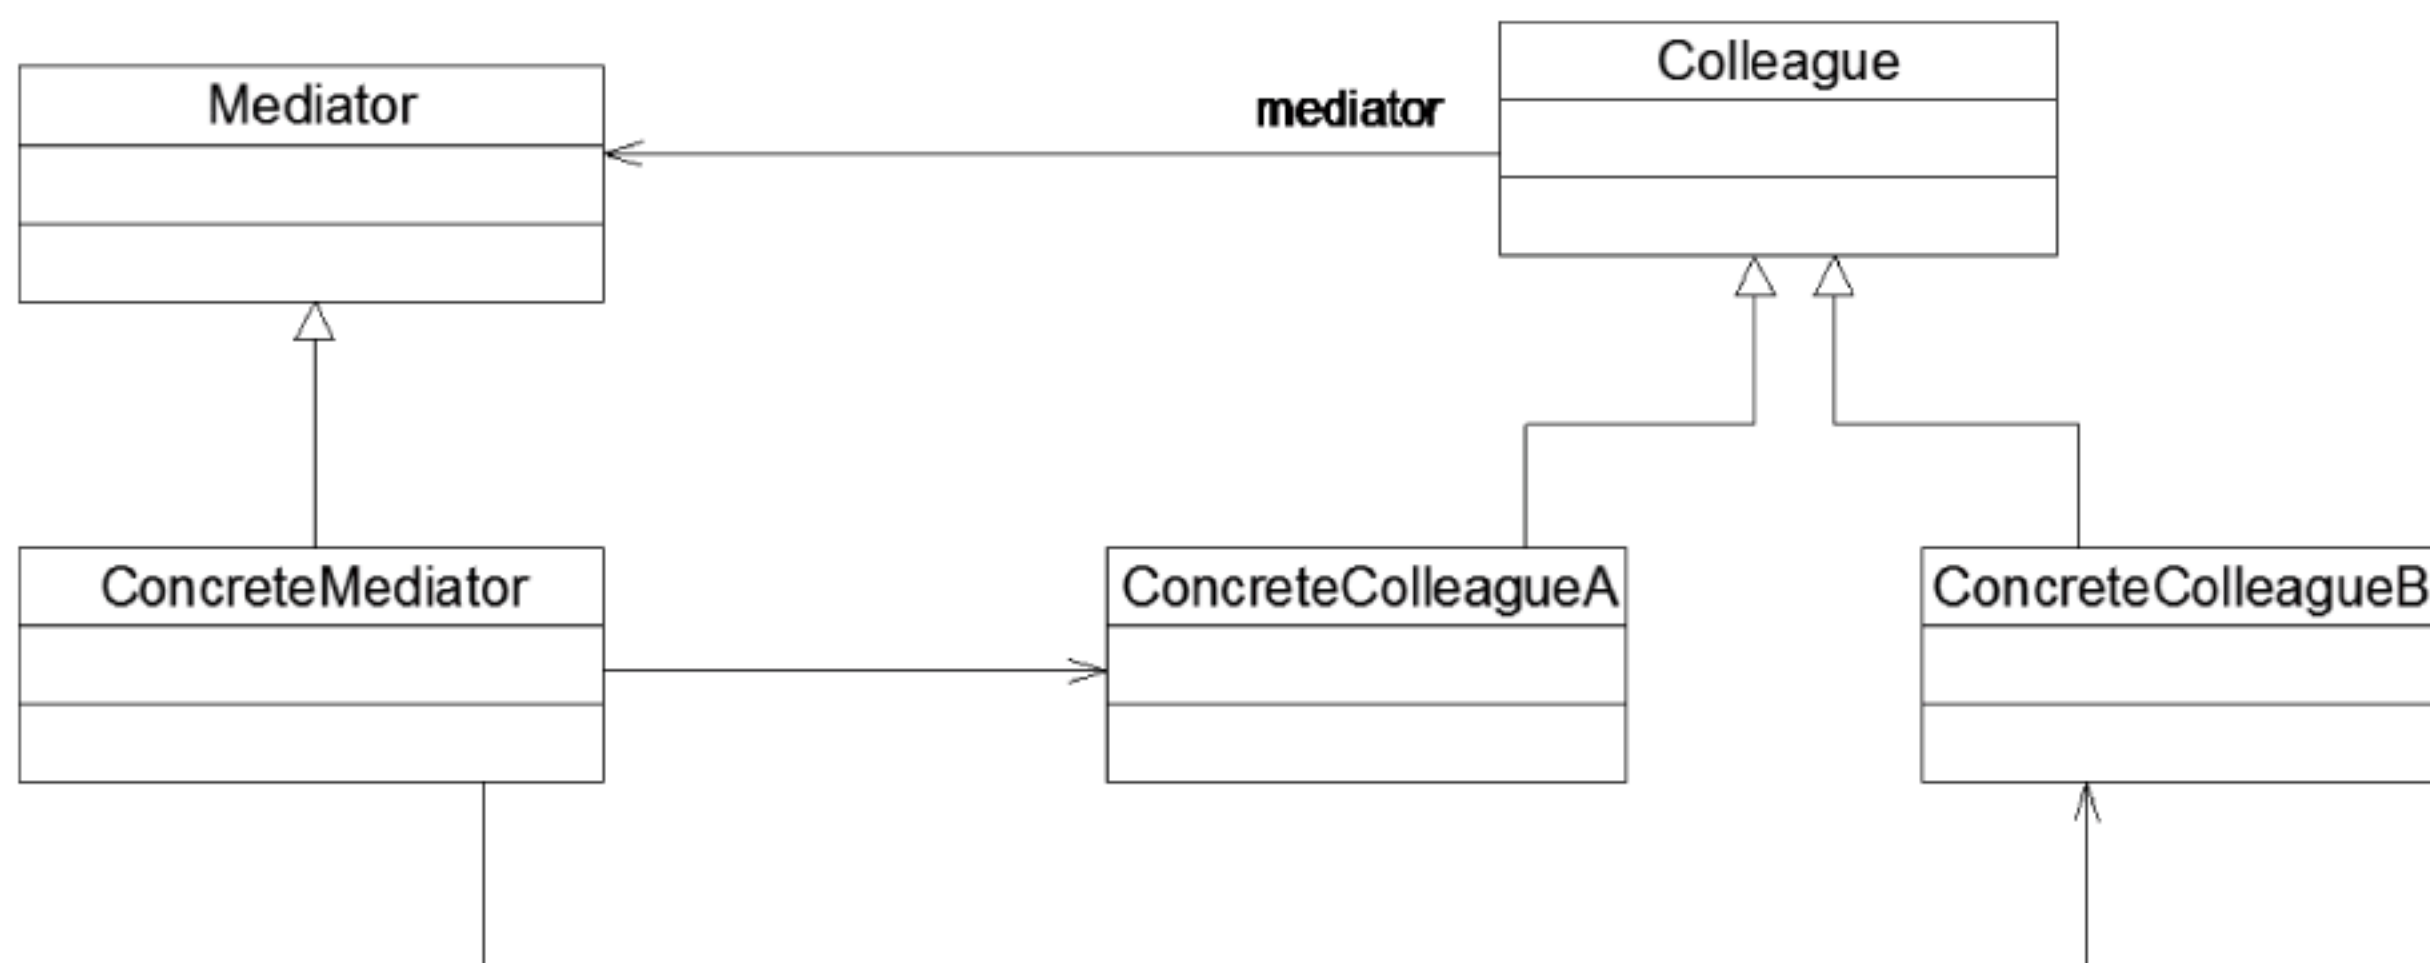 Colleague
Mediator
mediator
ConcreteMediator
ConcreteColleagueA
ConcreteColleagueB